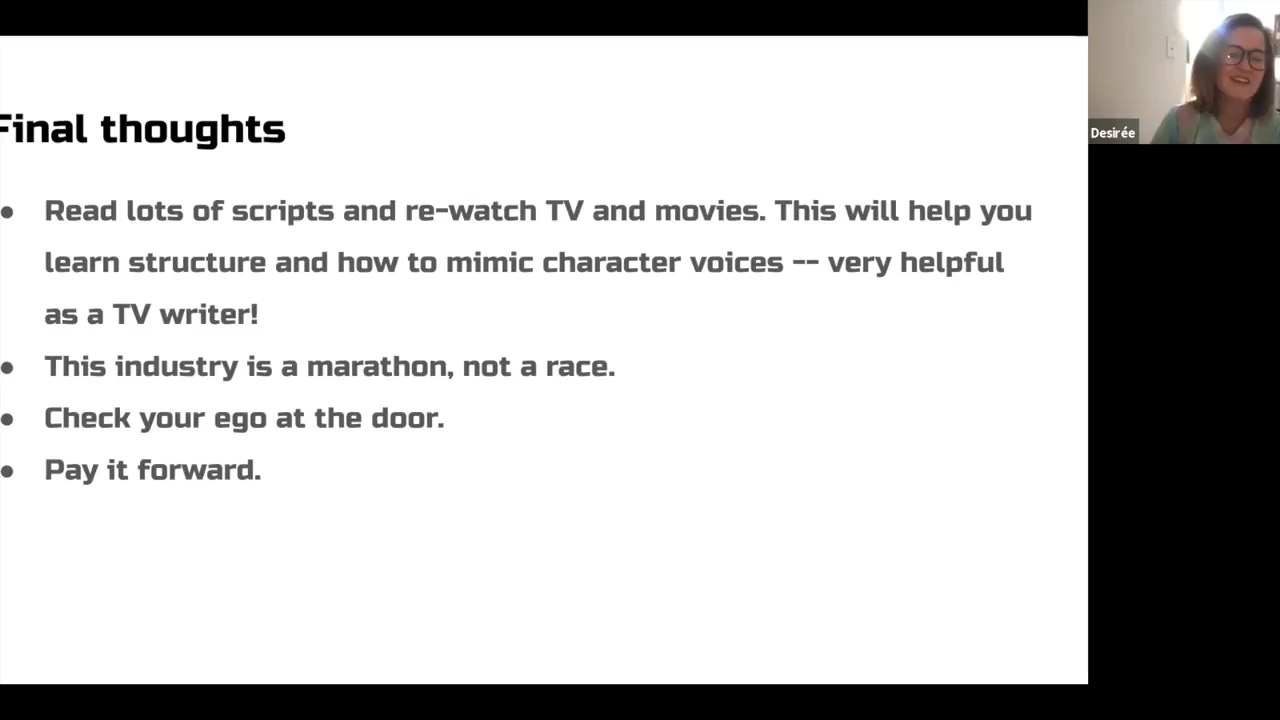 Final thoughts
● Read lots of scripts and re-watch TV and movies. This will help you
learn structure and how to mimic character voices -- very helpful
as a TV writer!
● This industry is a marathon, not a race.
● Check your ego at the door.
● Pay it forward.
Desirée